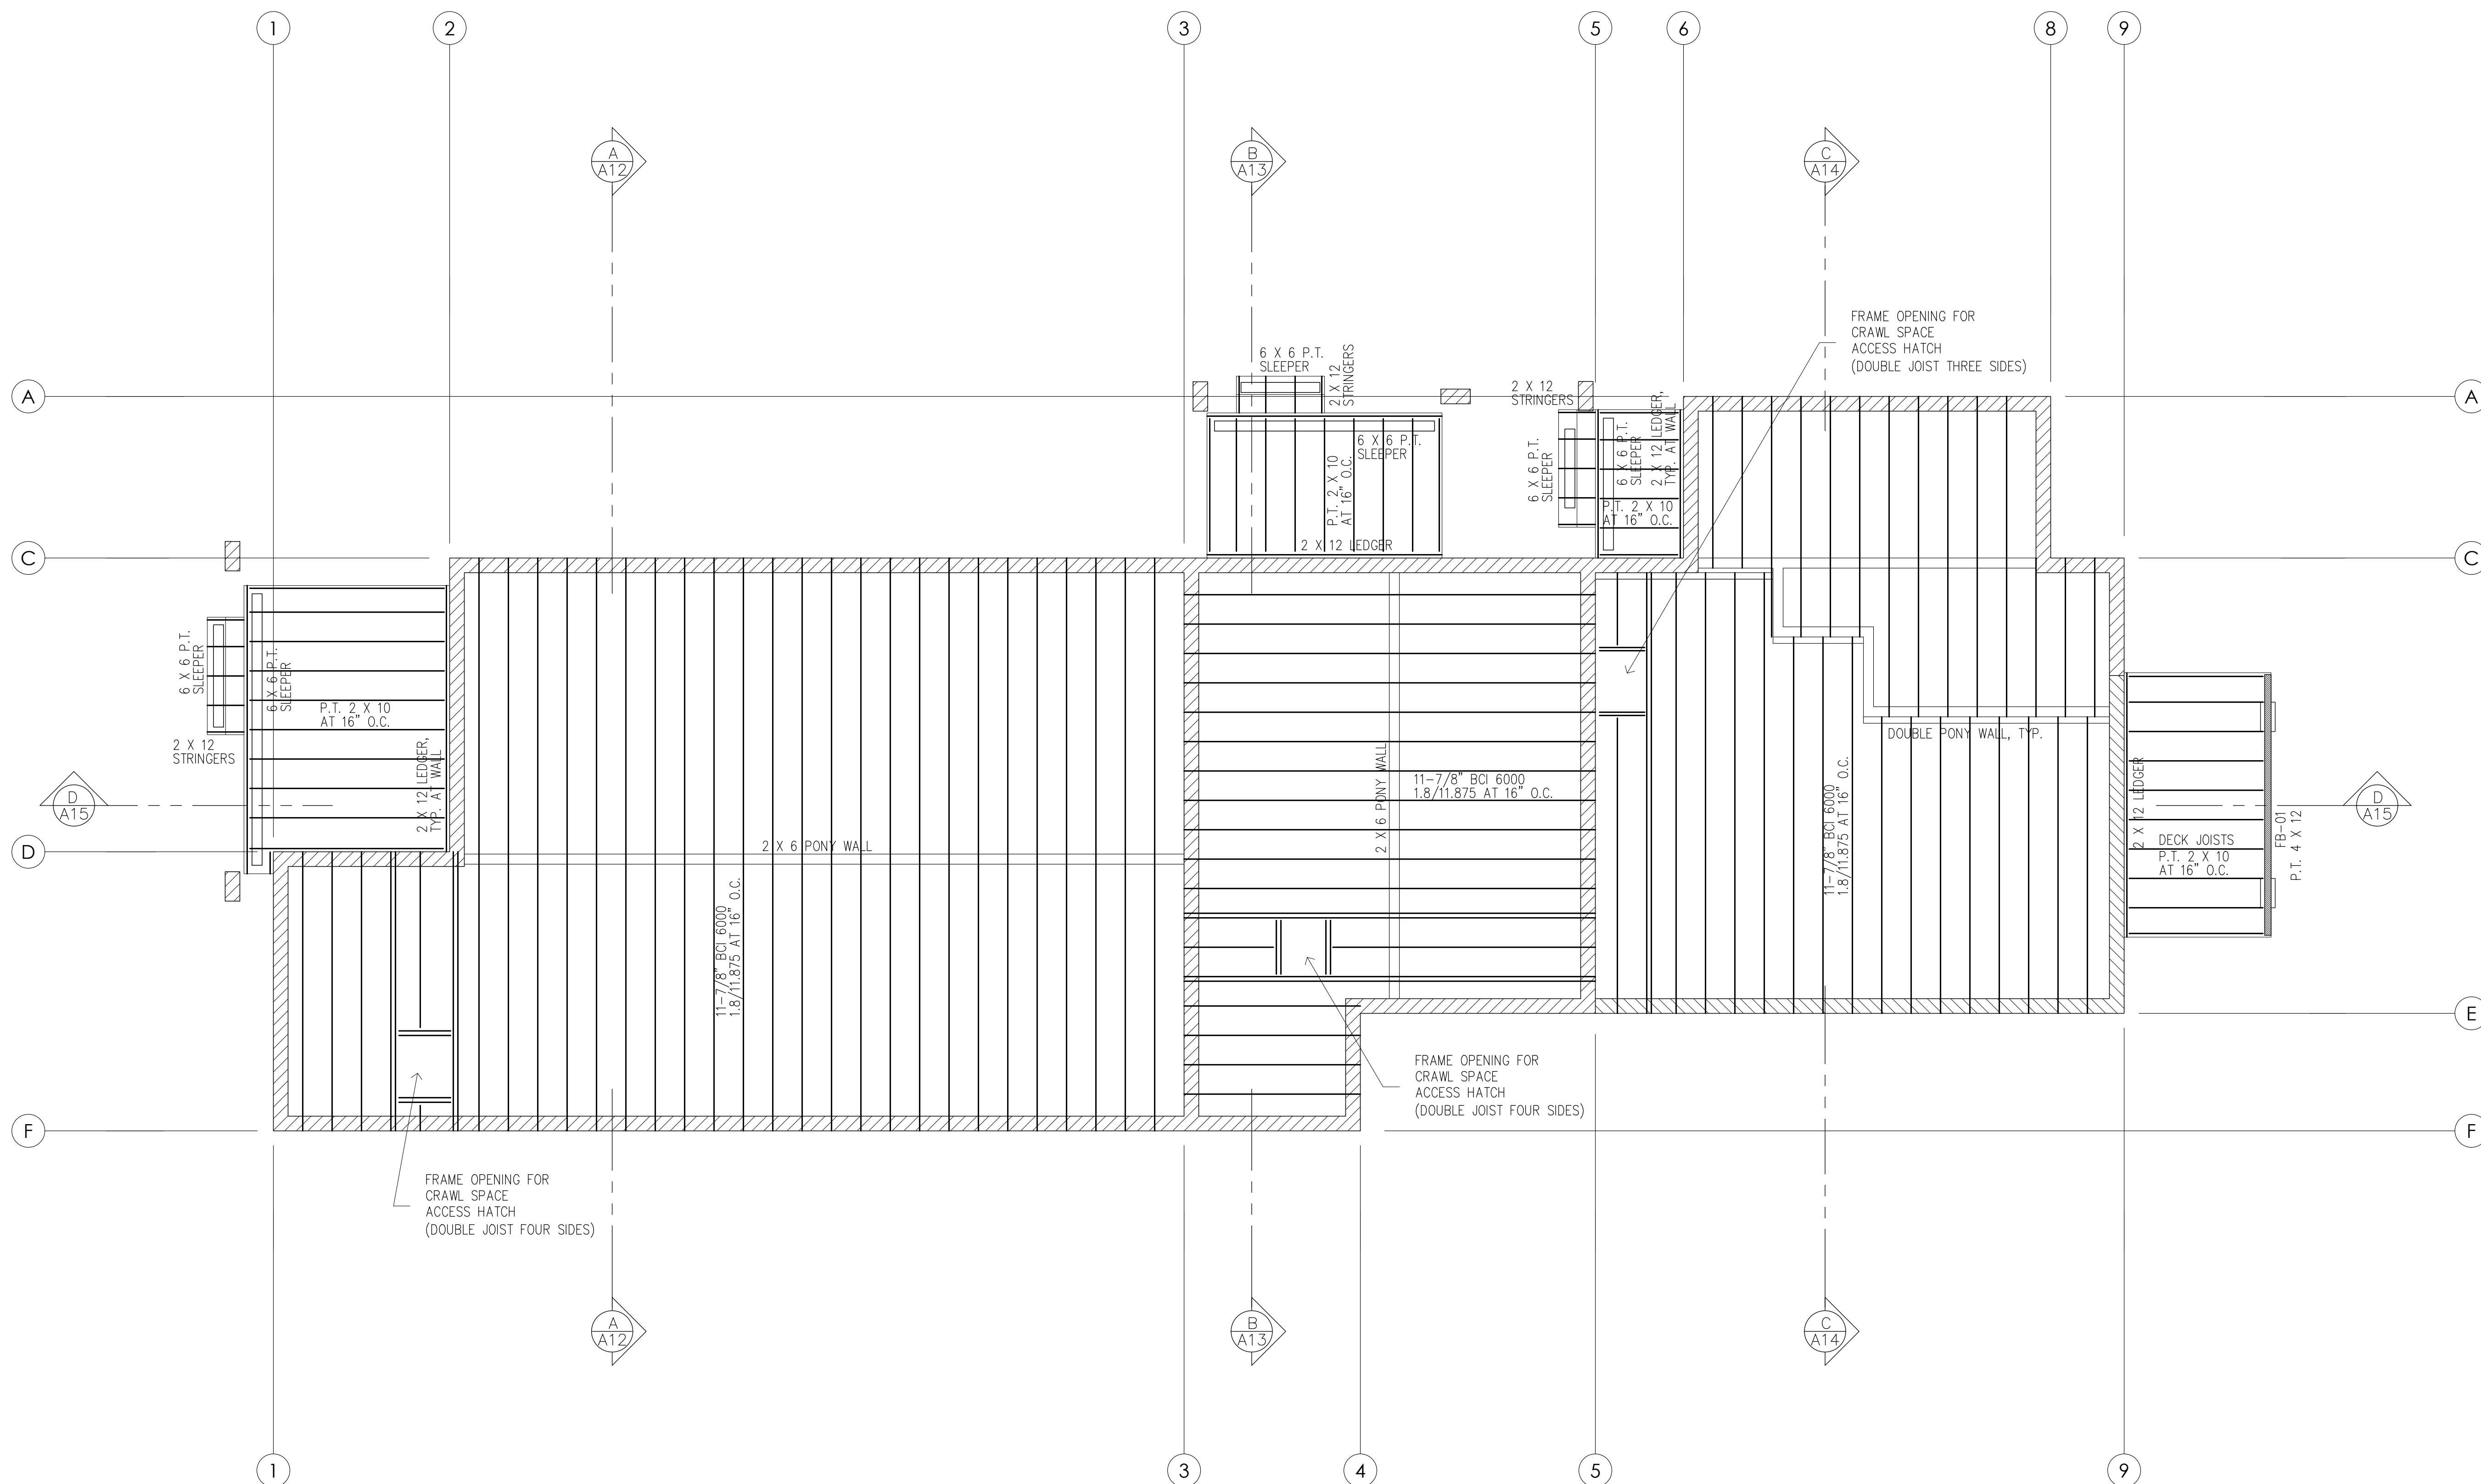 1
2
3
5
6
8
9
A
A12
B
A13
C
A14
FRAME OPENING FOR
CRAWL SPACE
ACCESS HATCH
(DOUBLE JOIST THREE SIDES)
6 X 6 P.T.
SLEEPER
2 X 12
STRINGERS
2 X 12
STRINGERS
A
A
6 X 6 P.T.
SLEEPER
P.T. 2 X 10
AT 16" O.C.
2 X 12 LEDGER
6 X 6 P.T.
SLEEPER
6 X 6 P.T.
SLEEPER
2 X 12 LEDGER,
TYP. AT WALL
P.T. 2 X 10
AT 16" O.C.
C
C
6 X 6 P.T.
SLEEPER
6 X 6 P.T.
SLEEPER
P.T. 2 X 10
AT 16" O.C.
2 X 12
STRINGERS
2 X 12 LEDGER,
TYP. AT WALL
D
A15
D
2 X 6 PONY WALL
11-7/8" BCI 6000
1.8/11.875 AT 16" O.C.
2 X 6 PONY WALL
11-7/8" BCI 6000
1.8/11.875 AT 16" O.C.
DOUBLE PONY WALL, TYP.
11-7/8" BCI 6000
1.8/11.875 AT 16" O.C.
2 X 12 LEDGER
DECK JOISTS
P.T. 2 X 10
AT 16" O.C.
FB-01
P.T. 4 X 12
D
A15
E
FRAME OPENING FOR
CRAWL SPACE
ACCESS HATCH
(DOUBLE JOIST FOUR SIDES)
F
F
FRAME OPENING FOR
CRAWL SPACE
ACCESS HATCH
(DOUBLE JOIST FOUR SIDES)
A
A12
B
A13
C
A14
1
3
4
5
9